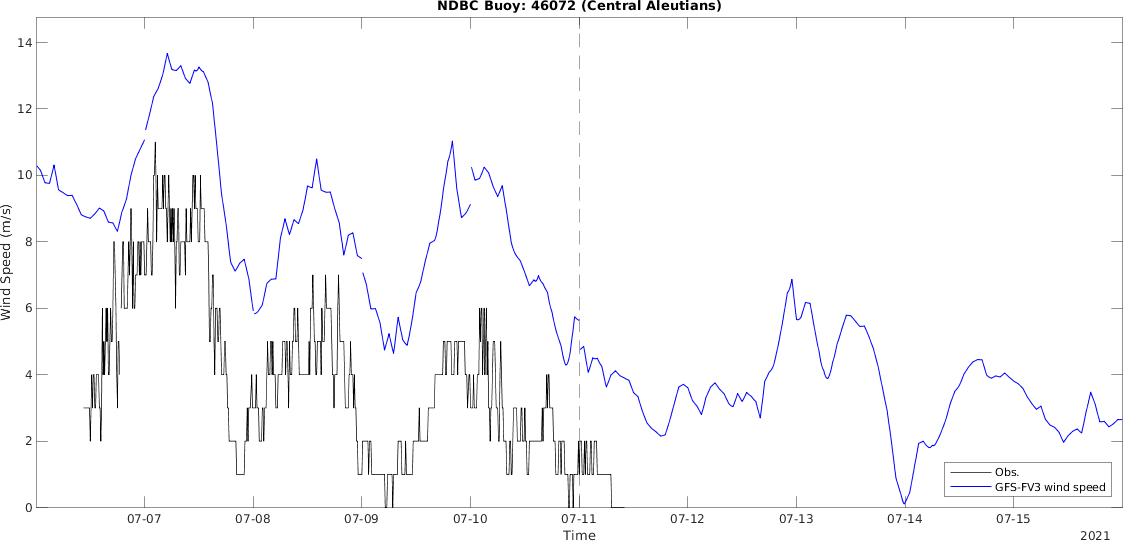 NDBC Buoy: 46072 (Central Aleutians)
Wind Speed (m/s)
14
12
10
8
6
4
2
0
07-07 07-08 07-09 07-10 07-11 07-12 07-13 07-14 07-15
Time
2021
Obs.
GFS-FV3 wind speed